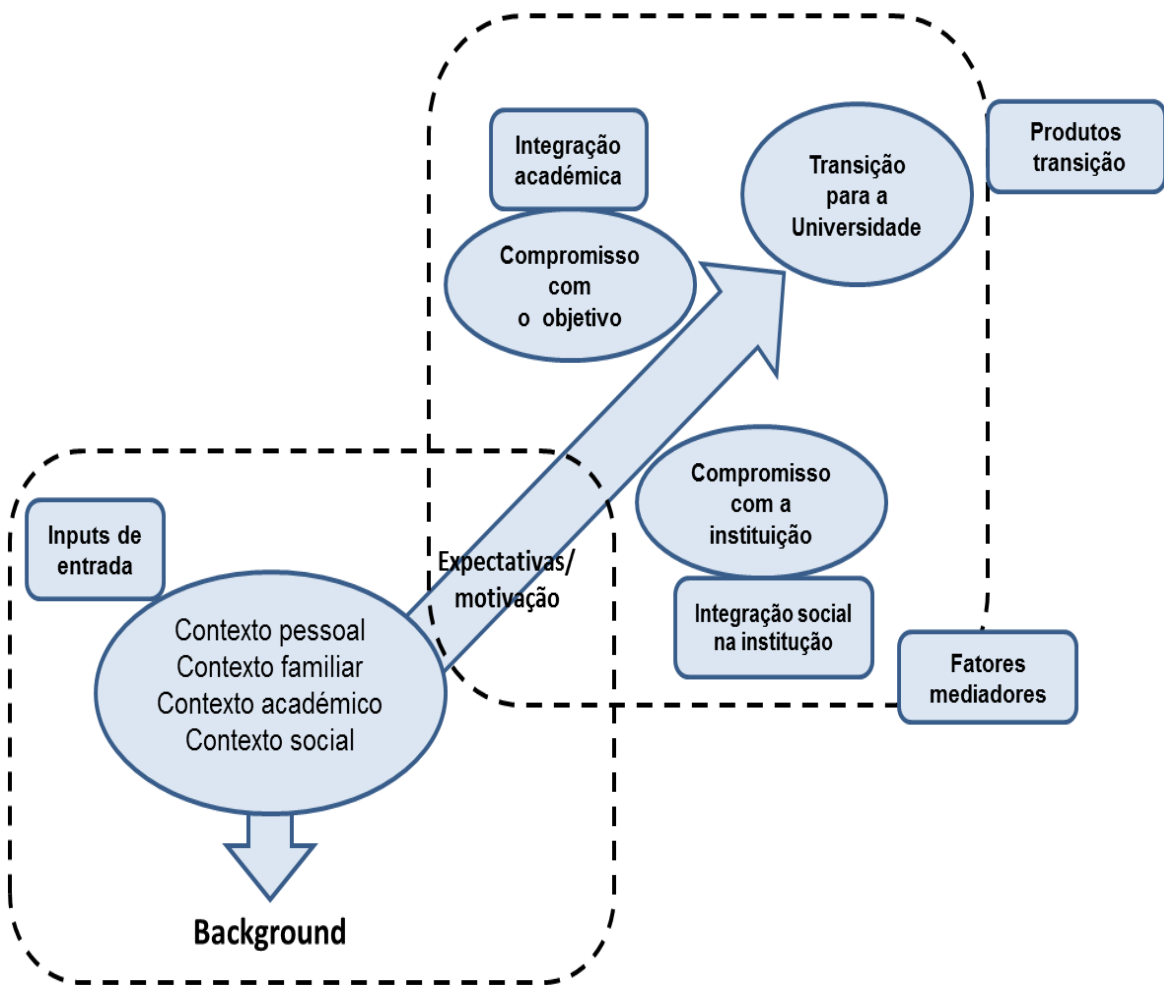 Integração
académica
Compromisso
com
o objetivo
Transição
para a
Universidade
Produtos
transição
Compromisso
com a
instituição
Integração social
na institução
Fatores
mediadores
Expectativas/
motivação
Inputs de
entrada
Contexto pessoal
Contexto familiar
Contexto académico
Contexto social
Background